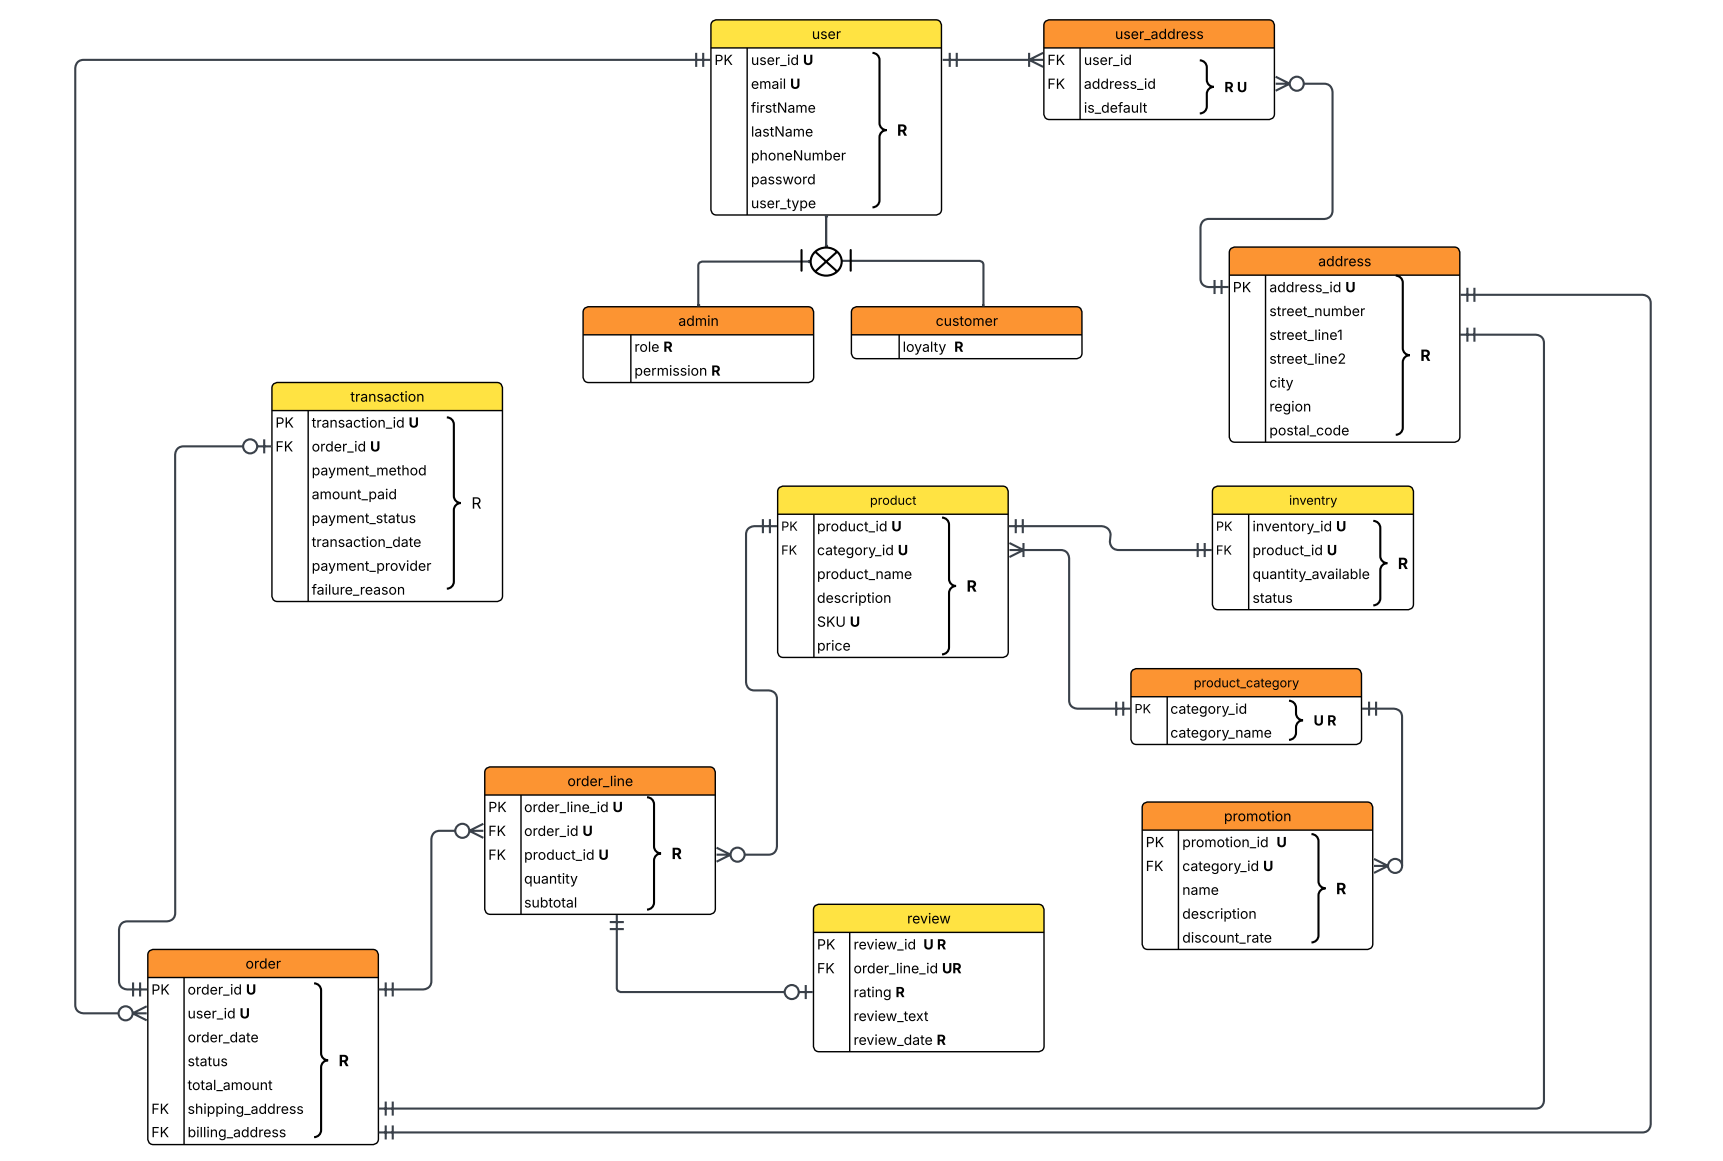 user
PK user_id U
email U
firstName
lastName
phoneNumber
password
user_type
R
user_address
FK user_id
FK address_id
is_default
R U
address
PK address_id U
street_number
street_line1
street_line2
city
region
postal_code
R
admin
role R
permission R
customer
loyalty R
transaction
PK transaction_id U
FK order_id U
payment_method
amount_paid
payment_status
transaction_date
payment_provider
failure_reason
R
product
PK product_id U
FK category_id U
product_name
description
SKU U
price
R
inventry
PK inventory_id U
FK product_id U
quantity_available
status
R
product_category
PK category_id
category_name
U R
order_line
PK order_line_id U
FK order_id U
FK product_id U
quantity
subtotal
R
promotion
PK promotion_id U
FK category_id U
name
description
discount_rate
R
review
PK review_id U R
FK order_line_id UR
rating R
review_text
review_date R
order
PK order_id U
user_id U
order_date
status
total_amount
FK shipping_address
FK billing_address
R